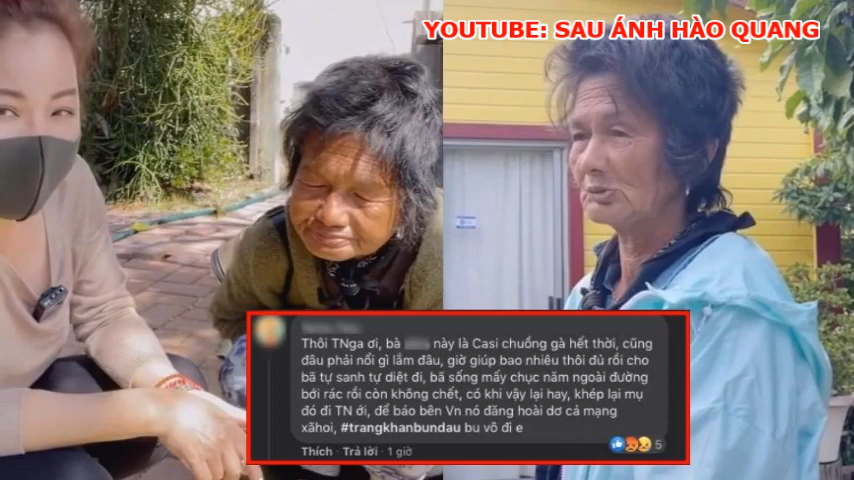 YOUTUBE: SAU ÁNH HÀO QUANG
Thôi TNga ơi, bà này là Casi chuồng gà hết thời, cũng
đâu phải nổi gì lắm đâu, giờ giúp bao nhiêu thôi đủ rồi cho
bã tự sanh tự diệt đi, bã sống mấy chục năm ngoài đường
bới rác rồi còn không chết, có khi vậy lại hay, khép lại mụ
đó đi TN ới, để báo bên Vn nó đăng hoài dơ cả mạng
xãhoi, #trangkhanbundau bu vô đi e
Thích · Trả lời · 1 giờ
5